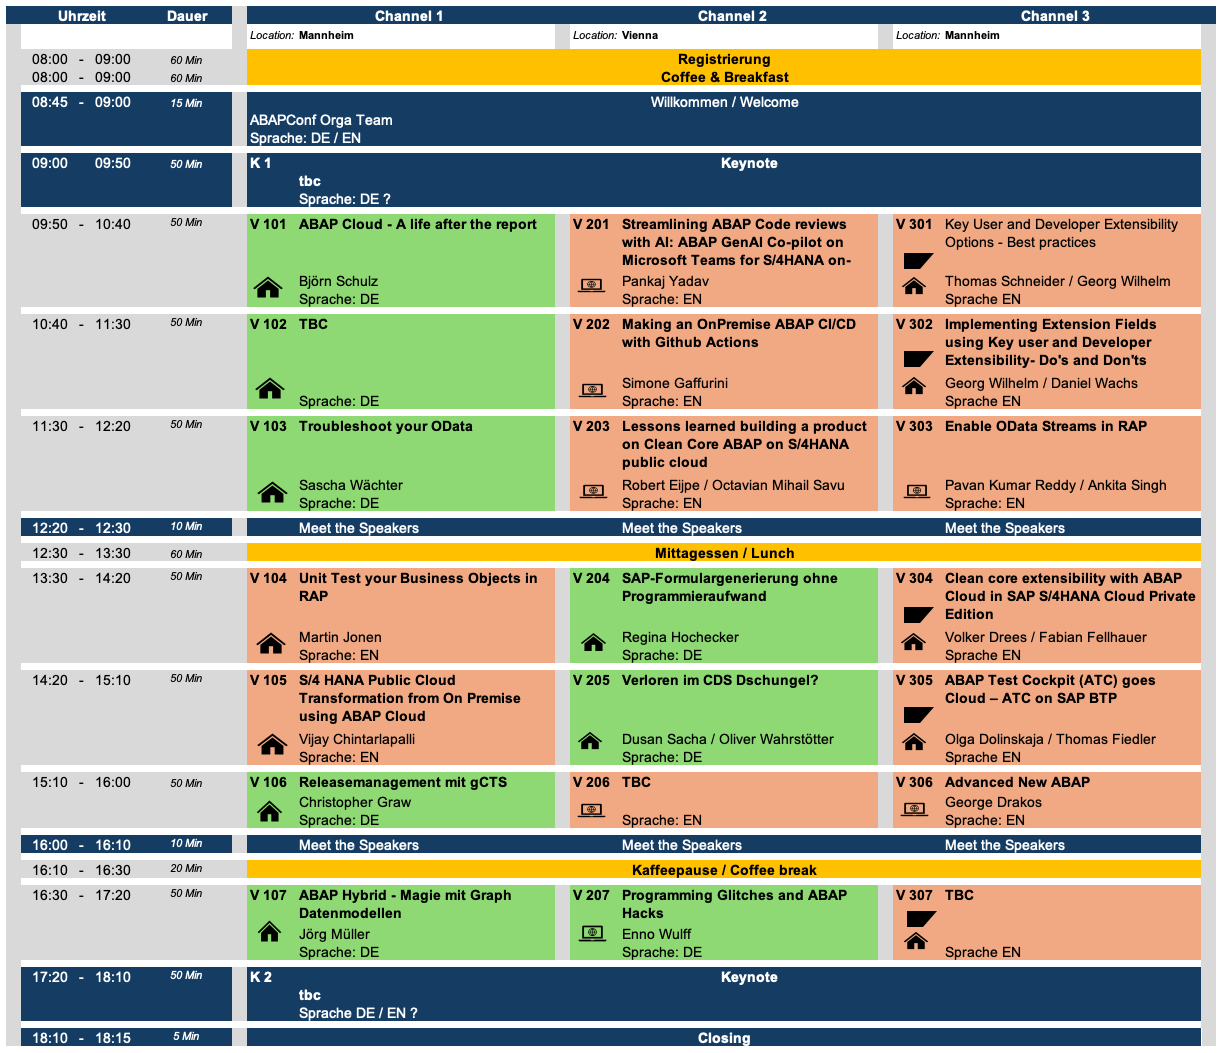 Uhrzeit Dauer Channel 1 Channel 2 Channel 3
Location: Mannheim Location: Vienna Location: Mannheim
08:00 - 09:00 60 Min Registrierung
08:00 - 09:00 60 Min Coffee & Breakfast
08:45 - 09:00 15 Min Willkommen / Welcome
ABAPConf Orga Team
Sprache: DE / EN
09:00 09:50 50 Min K 1 Keynote
tbc
Sprache: DE ?
09:50 - 10:40 50 Min
V 101 ABAP Cloud - A life after the report
Björn Schulz
Sprache: DE
V 201 Streamlining ABAP Code reviews
with AI: ABAP GenAI Co-pilot on
Microsoft Teams for S/4HANA on-
Pankaj Yadav
Sprache: EN
V 301 Key User and Developer Extensibility
Options - Best practices
Thomas Schneider / Georg Wilhelm
Sprache EN
10:40 - 11:30 50 Min
V 102 TBC
Sprache: DE
V 202 Making an OnPremise ABAP CI/CD
with Github Actions
Simone Gaffurini
Sprache: EN
V 302 Implementing Extension Fields
using Key user and Developer
Extensibility- Do's and Don'ts
Georg Wilhelm / Daniel Wachs
Sprache EN
11:30 - 12:20 50 Min
V 103 Troubleshoot your OData
Sascha Wächter
Sprache: DE
V 203 Lessons learned building a product
on Clean Core ABAP on S/4HANA
public cloud
Robert Eijpe / Octavian Mihail Savu
Sprache: EN
V 303 Enable OData Streams in RAP
Pavan Kumar Reddy / Ankita Singh
Sprache: EN
12:20 - 12:30 10 Min Meet the Speakers Meet the Speakers Meet the Speakers
12:30 - 13:30 60 Min Mittagessen / Lunch
13:30 - 14:20 50 Min
V 104 Unit Test your Business Objects in
RAP
Martin Jonen
Sprache: EN
V 204 SAP-Formulargenerierung ohne
Programmieraufwand
Regina Hochecker
Sprache: DE
V 304 Clean core extensibility with ABAP
Cloud in SAP S/4HANA Cloud Private
Edition
Volker Drees / Fabian Fellhauer
Sprache: EN
14:20 - 15:10 50 Min
V 105 S/4 HANA Public Cloud
Transformation from On Premise
using ABAP Cloud
Vijay Chintarlapalli
Sprache: EN
V 205 Verloren im CDS Dschungel?
Dusan Sacha / Oliver Wahrstötter
Sprache: DE
V 305 ABAP Test Cockpit (ATC) goes
Cloud – ATC on SAP BTP
Olga Dolinskaja / Thomas Fiedler
Sprache: EN
15:10 - 16:00 50 Min
V 106 Releasemanagement mit gCTS
Christopher Graw
Sprache: DE
V 206 TBC
Sprache: EN
V 306 Advanced New ABAP
George Drakos
Sprache: EN
16:00 - 16:10 10 Min Meet the Speakers Meet the Speakers Meet the Speakers
16:10 - 16:30 20 Min Kaffeepause / Coffee break
16:30 - 17:20 50 Min
V 107 ABAP Hybrid - Magie mit Graph
Datenmodellen
Jörg Müller
Sprache: DE
V 207 Programming Glitches and ABAP
Hacks
Enno Wulff
Sprache: DE
V 307 TBC
Sprache EN
17:20 - 18:10 50 Min K 2 Keynote
tbc
Sprache DE / EN ?
18:10 - 18:15 5 Min Closing